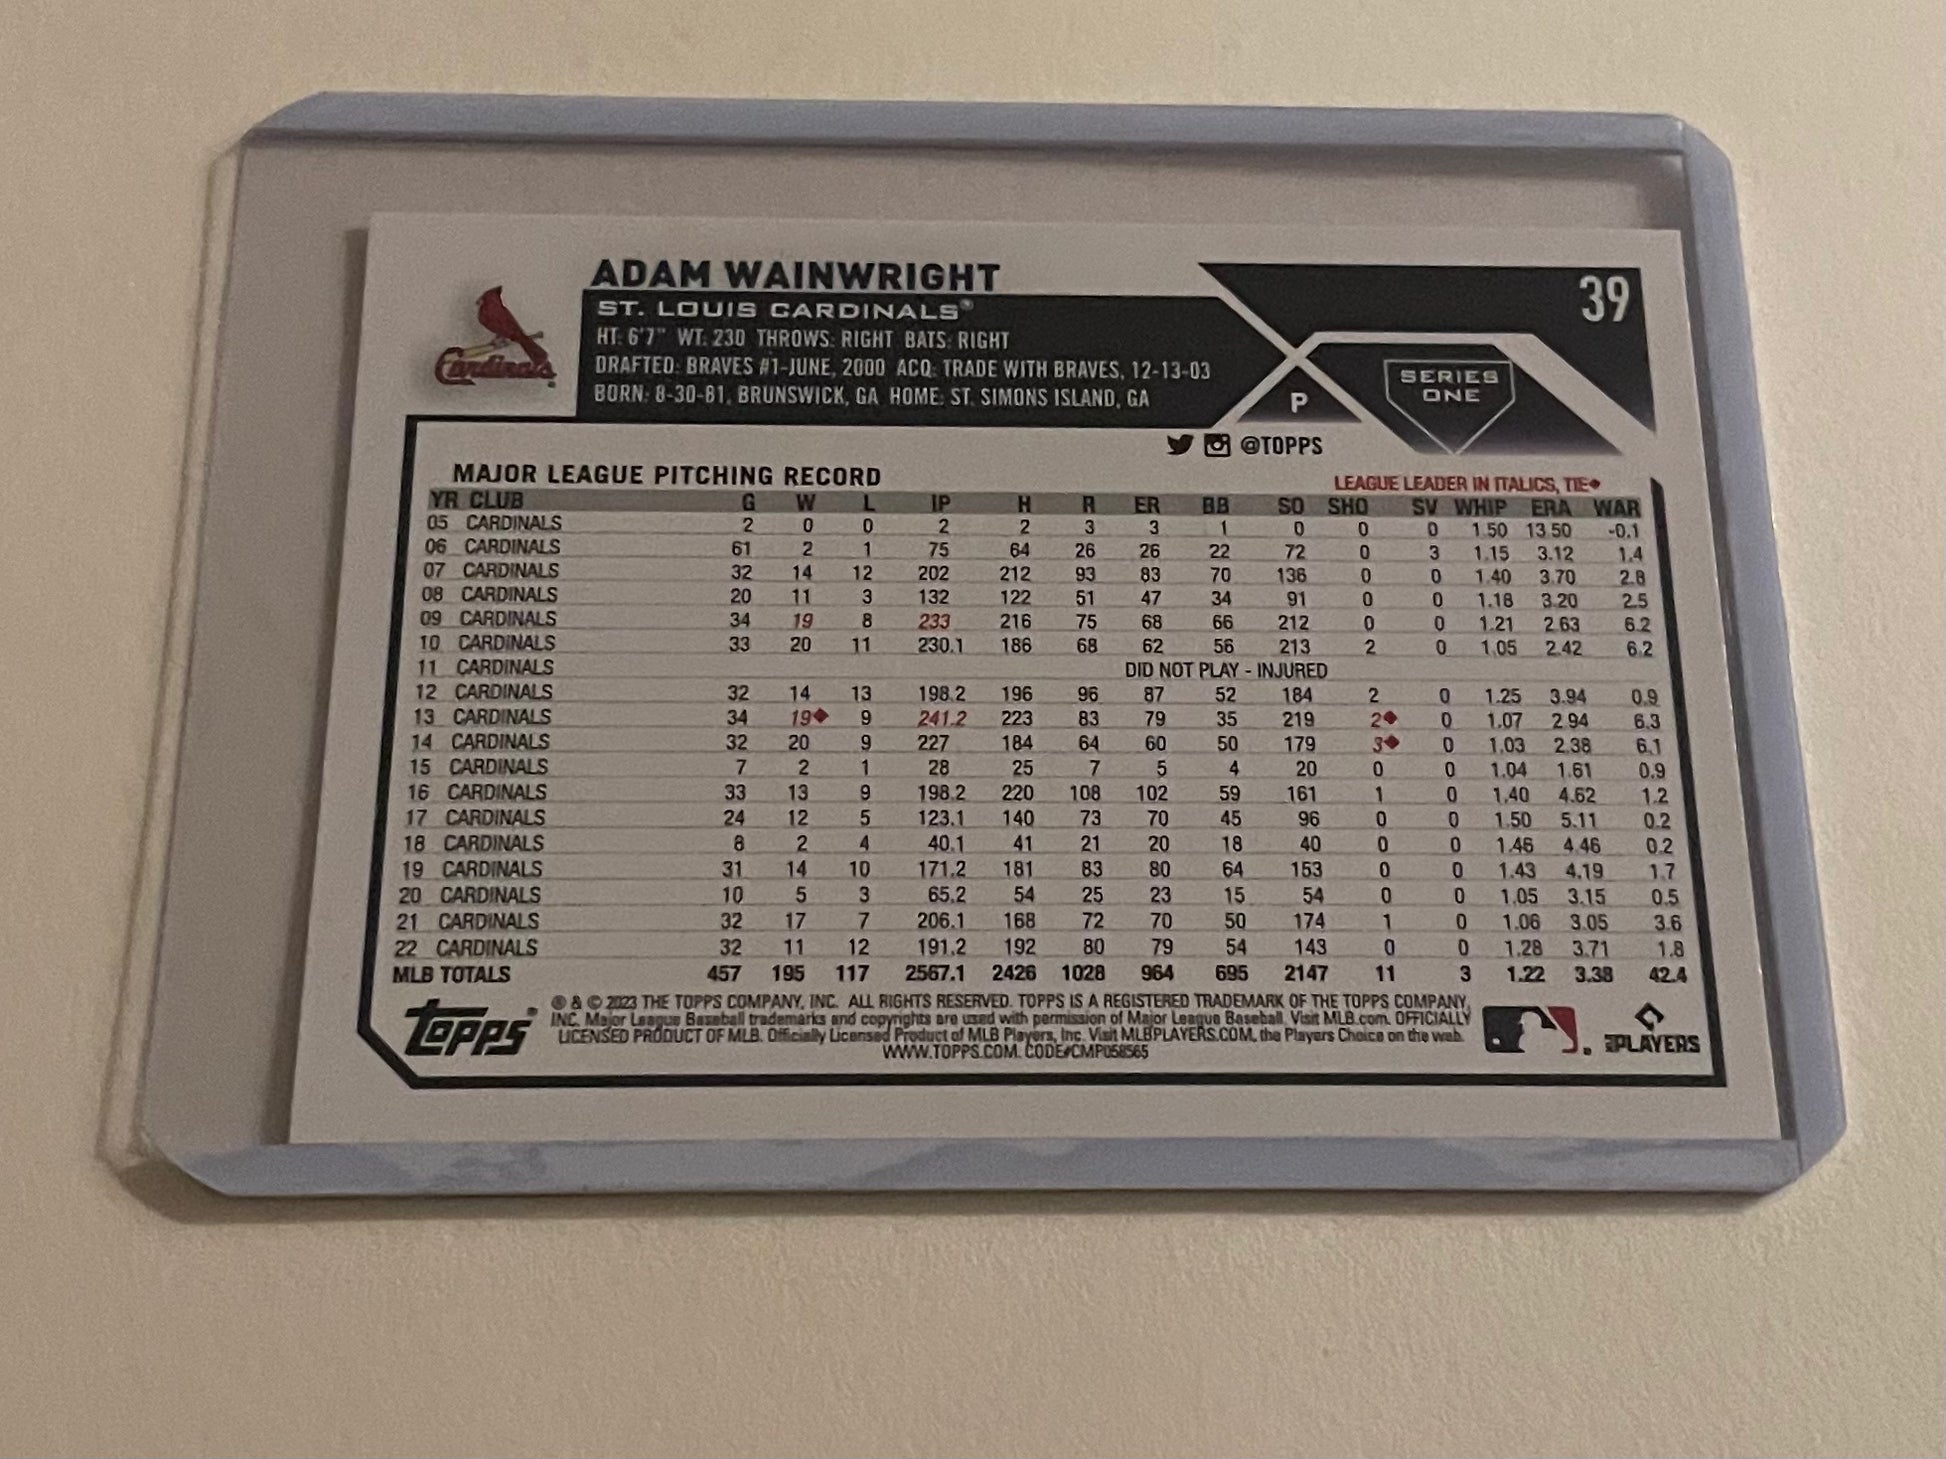 ADAM WAINWRIGHT
39
Cardinals
ST. LOUIS CARDINALS®
HT: 6'7" WT: 230 THROWS: RIGHT BATS: RIGHT
DRAFTED: BRAVES #1-JUNE, 2000 ACQ: TRADE WITH BRAVES, 12-13-03
BORN: 8-30-81, BRUNSWICK, GA HOME: ST. SIMONS ISLAND, GA
P
SERIES
ONE
@TOPPS
MAJOR LEAGUE PITCHING RECORD
LEAGUE LEADER IN ITALICS, TIE♦
YR CLUB G W L IP H R ER BB SO SHO SV WHIP ERA WAR
05 CARDINALS 2 0 0 2 2 3 3 1 0 0 0 1.50 13.50 -0.1
06 CARDINALS 61 2 1 75 64 26 26 22 72 0 3 1.15 3.12 1.4
07 CARDINALS 32 14 12 202 212 93 83 70 136 0 0 1.40 3.70 2.8
08 CARDINALS 20 11 3 132 122 51 47 34 91 0 0 1.18 3.20 2.5
09 CARDINALS 34 19 8 233 216 75 68 66 212 0 0 1.21 2.63 6.2
10 CARDINALS 33 20 11 230.1 186 68 62 56 213 2 0 1.05 2.42 6.2
11 CARDINALS DID NOT PLAY - INJURED
12 CARDINALS 32 14 13 198.2 196 96 87 52 184 2 0 1.25 3.94 0.9
13 CARDINALS 34 19♦ 9 241.2 223 83 79 35 219 2♦ 0 1.07 2.94 6.3
14 CARDINALS 32 20 9 227 184 64 60 50 179 3♦ 0 1.03 2.38 6.1
15 CARDINALS 7 2 1 28 25 7 5 4 20 0 0 1.04 1.61 0.9
16 CARDINALS 33 13 9 198.2 220 108 102 59 161 1 0 1.40 4.62 1.2
17 CARDINALS 24 12 5 123.1 140 73 70 45 96 0 0 1.50 5.11 0.2
18 CARDINALS 8 2 4 40.1 41 21 20 18 40 0 0 1.46 4.46 0.2
19 CARDINALS 31 14 10 171.2 181 83 80 64 153 0 0 1.43 4.19 1.7
20 CARDINALS 10 5 3 65.2 54 25 23 15 54 0 0 1.05 3.15 0.5
21 CARDINALS 32 17 7 206.1 168 72 70 50 174 1 0 1.06 3.05 3.6
22 CARDINALS 32 11 12 191.2 192 80 79 54 143 0 0 1.28 3.71 1.8
MLB TOTALS 457 195 117 2567.1 2426 1028 964 695 2147 11 3 1.22 3.38 42.4
topps®
® & © 2023 THE TOPPS COMPANY, INC. ALL RIGHTS RESERVED. TOPPS IS A REGISTERED TRADEMARK OF THE TOPPS COMPANY,
INC. Major League Baseball trademarks and copyrights are used with permission of Major League Baseball. Visit MLB.com. OFFICIALLY
LICENSED PRODUCT OF MLB. Officially Licensed Product of MLB Players, Inc. Visit MLBPLAYERS.COM, the Players Choice on the web.
WWW.TOPPS.COM. CODE#CMP058565
PLAYERS